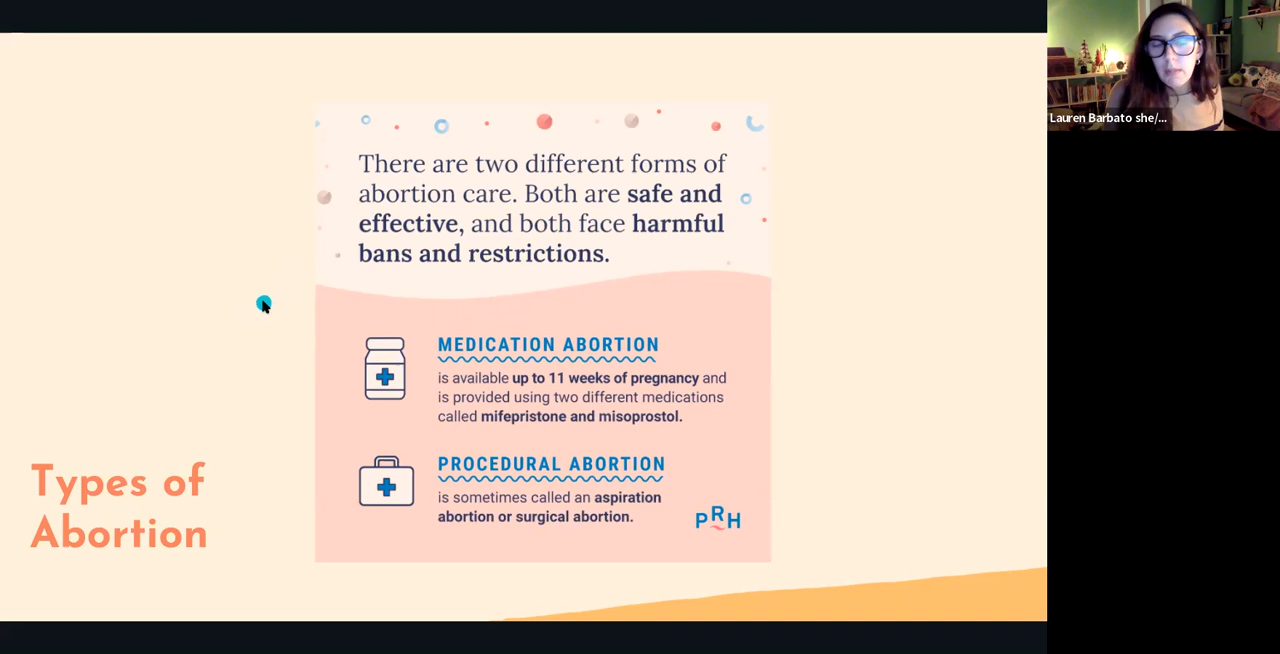 There are two different forms of
abortion care. Both are safe and
effective, and both face harmful
bans and restrictions.
MEDICATION ABORTION
is available up to 11 weeks of pregnancy and
is provided using two different medications
called mifepristone and misoprostol.
PROCEDURAL ABORTION
is sometimes called an aspiration
abortion or surgical abortion.
PRH
Types of
Abortion
Lauren Barbato she/...